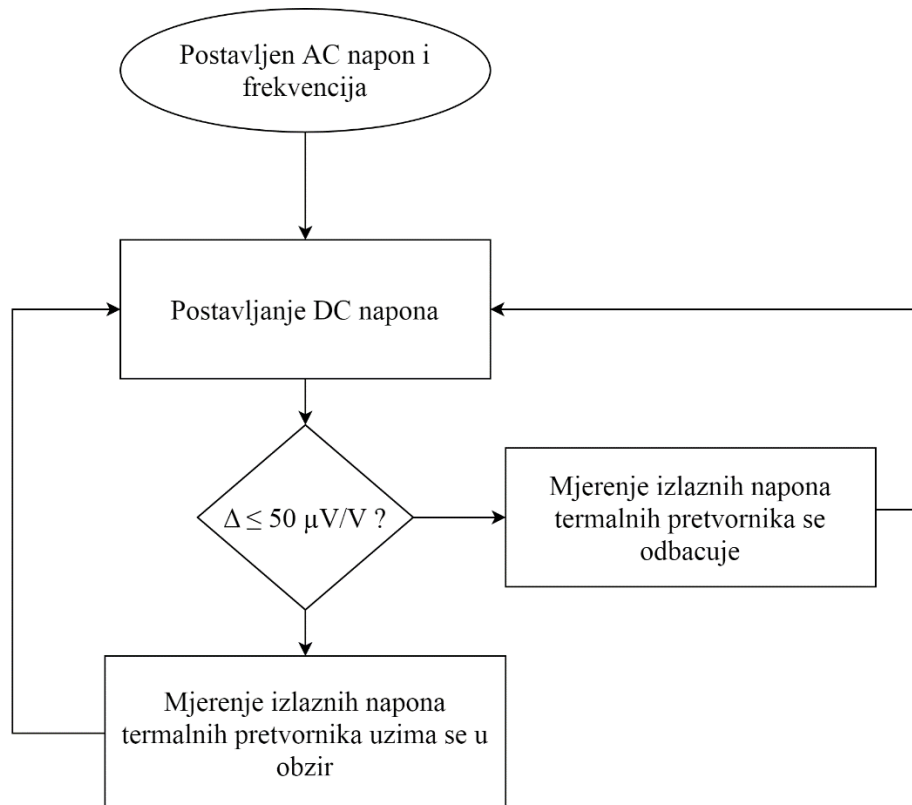 Postavljen AC napon i
frekvencija
Postavljanje DC napona
Δ ≤ 50 µV/V ?
Mjerenje izlaznih napona
termalnih pretvornika se
odbacuje
Mjerenje izlaznih napona
termalnih pretvornika uzima se u
obzir